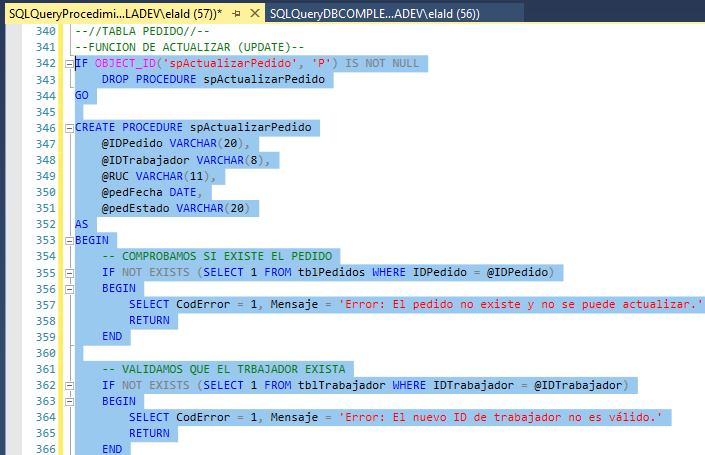 SQLQueryProcedimi...LADEV\elald (57))* SQLQueryDBCOMPLE...ADEV\elald (56))
340 --//TABLA PEDIDO//--
341 --FUNCION DE ACTUALIZAR (UPDATE)--
342 IF OBJECT_ID('spActualizarPedido', 'P') IS NOT NULL
343 DROP PROCEDURE spActualizarPedido
344 GO
345
346 CREATE PROCEDURE spActualizarPedido
347 @IDPedido VARCHAR(20),
348 @IDTrabajador VARCHAR(8),
349 @RUC VARCHAR(11),
350 @pedFecha DATE,
351 @pedEstado VARCHAR(20)
352 AS
353 BEGIN
354 -- COMPROBAMOS SI EXISTE EL PEDIDO
355 IF NOT EXISTS (SELECT 1 FROM tblPedidos WHERE IDPedido = @IDPedido)
356 BEGIN
357 SELECT CodError = 1, Mensaje = 'Error: El pedido no existe y no se puede actualizar.'
358 RETURN
359 END
360
361 -- VALIDAMOS QUE EL TRBAJADOR EXISTA
362 IF NOT EXISTS (SELECT 1 FROM tblTrabajador WHERE IDTrabajador = @IDTrabajador)
363 BEGIN
364 SELECT CodError = 1, Mensaje = 'Error: El nuevo ID de trabajador no es válido.'
365 RETURN
366 END